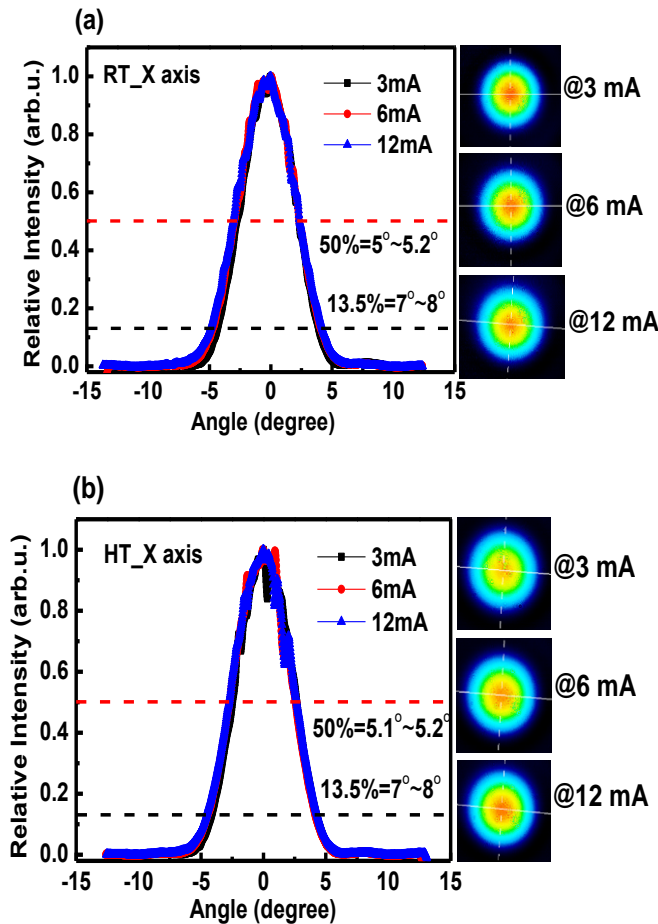 (a)
RT_X axis
3mA
6mA
12mA
50%=5°~5.2°
13.5%=7°~8°
Relative Intensity (arb.u.)
1.0
0.8
0.6
0.4
0.2
0.0
-15 -10 -5 0 5 10 15
Angle (degree)
@3 mA
@6 mA
@12 mA
(b)
HT_X axis
3mA
6mA
12mA
50%=5.1°~5.2°
13.5%=7°~8°
Relative Intensity (arb.u.)
1.0
0.8
0.6
0.4
0.2
0.0
-15 -10 -5 0 5 10 15
Angle (degree)
@3 mA
@6 mA
@12 mA